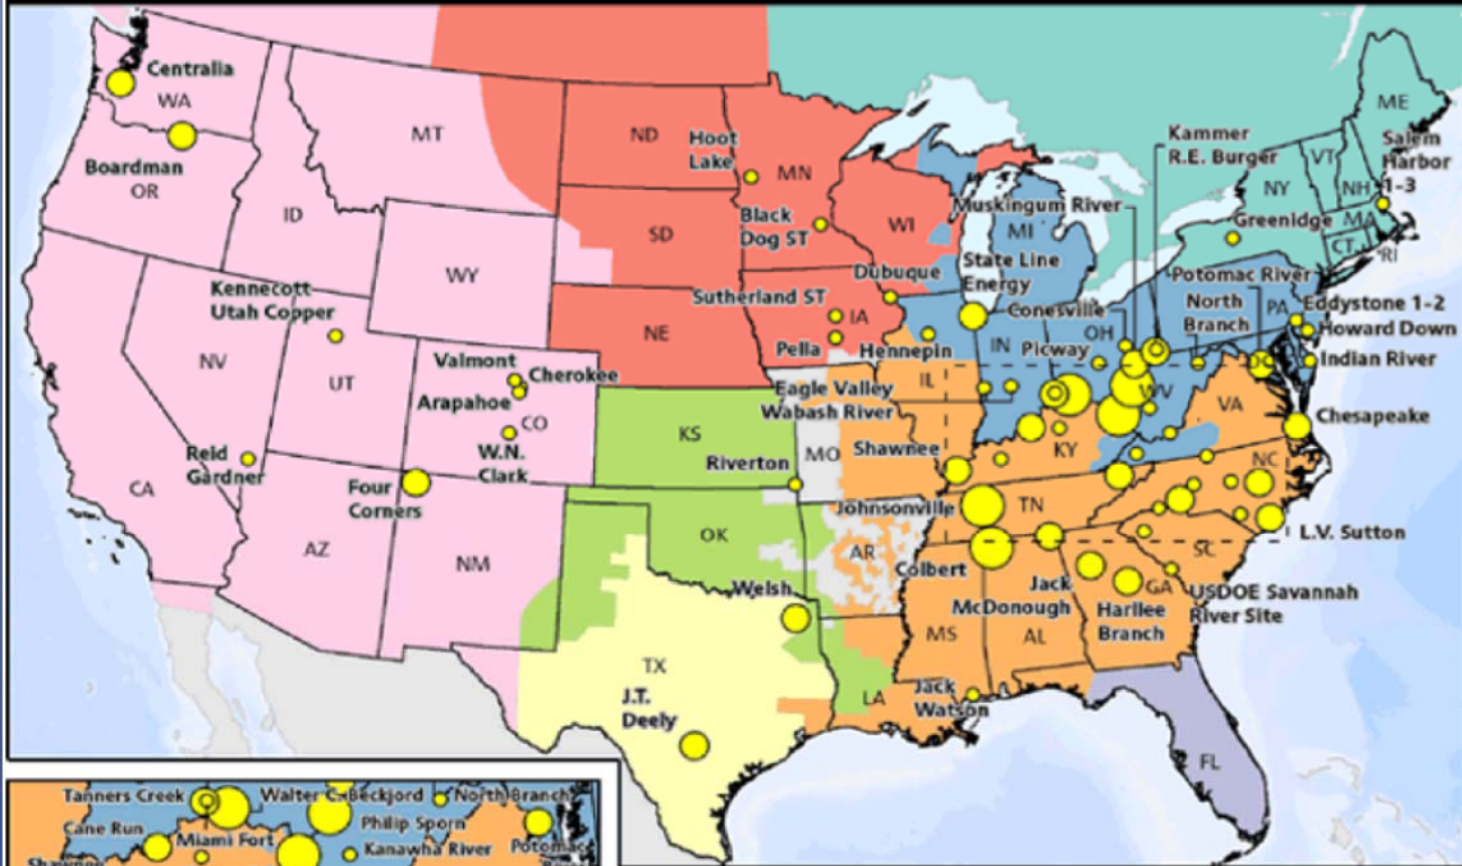 Centralia
WA
Boardman
OR
MT
ID
WY
NV
UT
CA
AZ
NM
CO
Kennecott
Utah Copper
Valmont
Cherokee
Arapahoe
W.N.
Clark
Reid
Gardner
Four
Corners
ND
Hoot
Lake
MN
SD
Black
Dog ST
WI
NE
Sutherland ST
IA
Pella
Dubuque
Hennepin
KS
Riverton
MO
OK
AR
Welsh
TX
J.T.
Deely
LA
Kammer
R.E. Burger
Muskingum River
MI
State Line
Energy
Conesville
OH
IN
Picway
IL
Eagle Valley
Wabash River
Shawnee
KY
WV
VA
Johnsonville
TN
NC
Colbert
SC
L.V. Sutton
Jack
McDonough
Harllee
Branch
GA
USDOE Savannah
River Site
MS
AL
Jack
Watson
FL
ME
Salem
Harbor
1-3
VT
NH
NY
MA
Greenidge
CT
RI
Potomac River
North
Branch
PA
Eddystone 1-2
Howard Down
Indian River
Chesapeake
Tanners Creek
Walter C. Beckjord
North Branch
Cane Run
Miami Fort
Philip Sporn
Kanawha River
Potomac
Shawnee